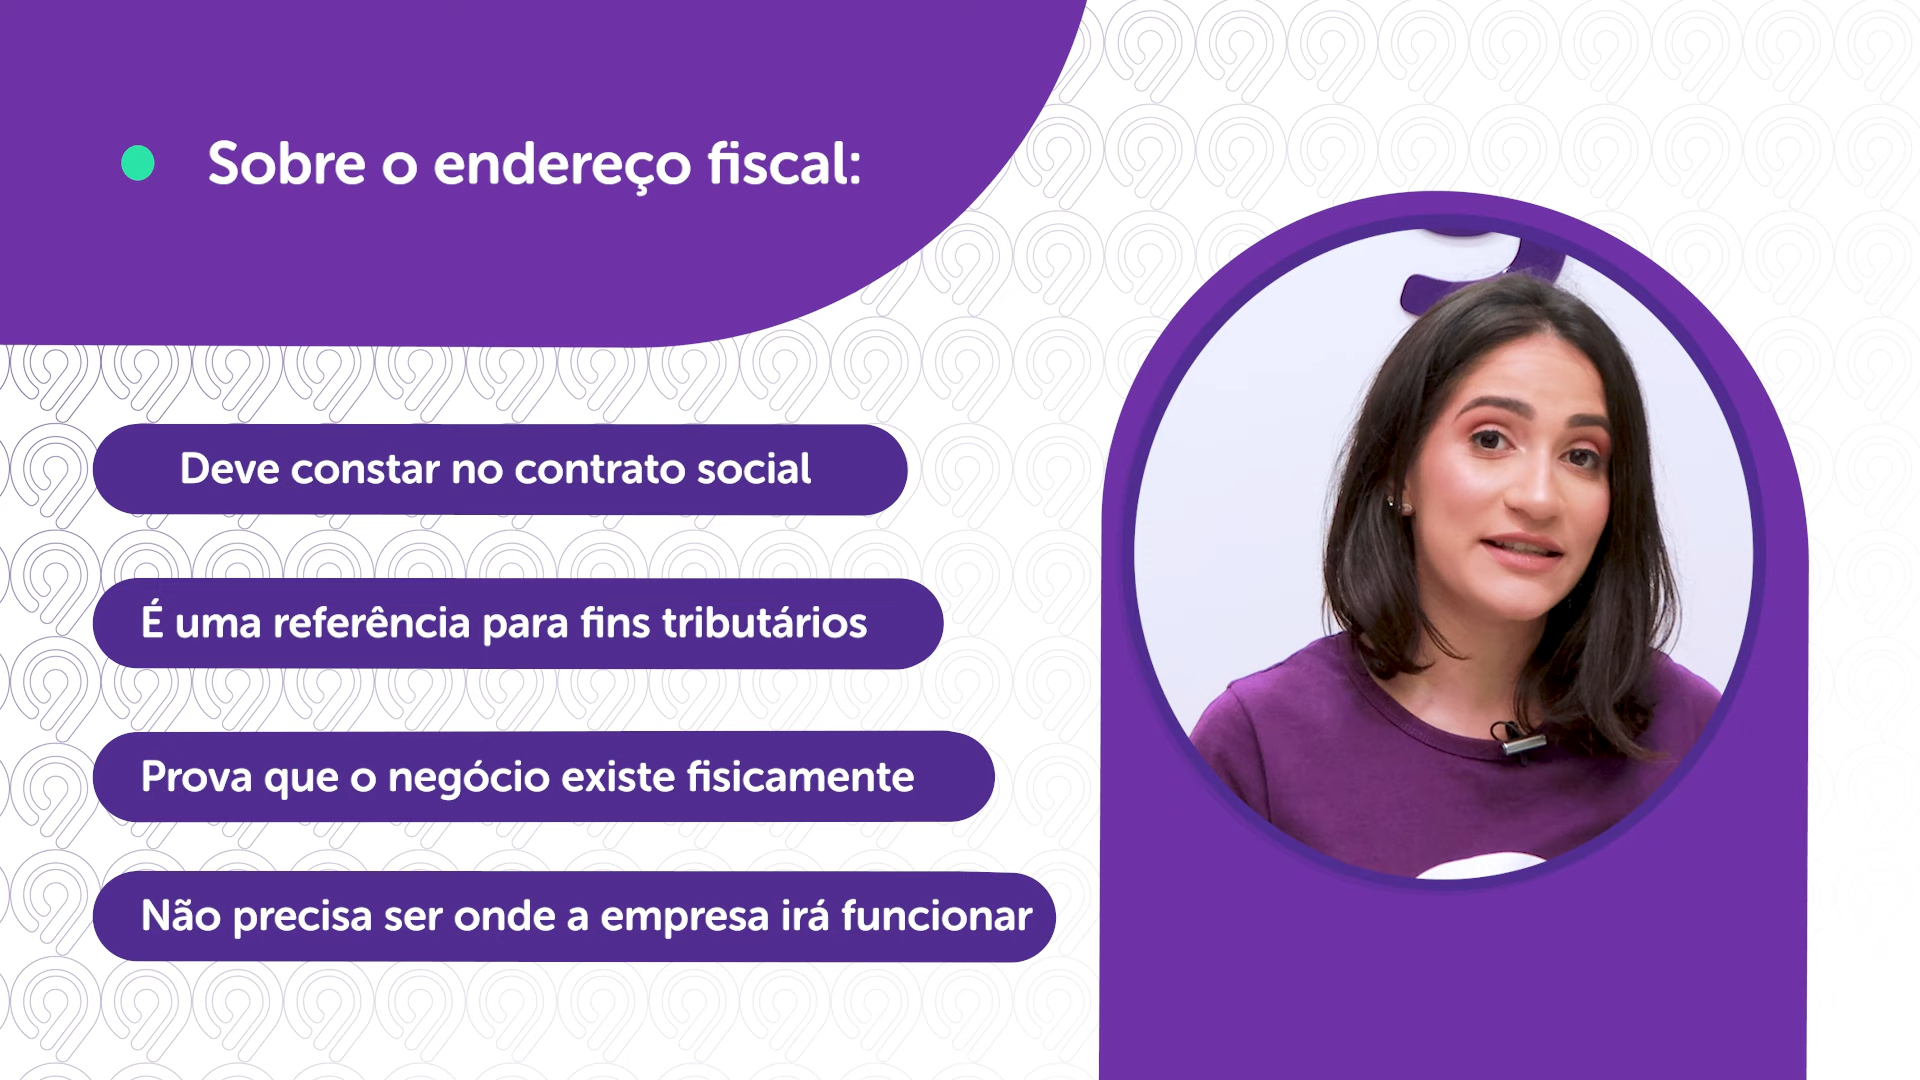 Sobre o endereço fiscal:
Deve constar no contrato social
É uma referência para fins tributários
Prova que o negócio existe fisicamente
Não precisa ser onde a empresa irá funcionar